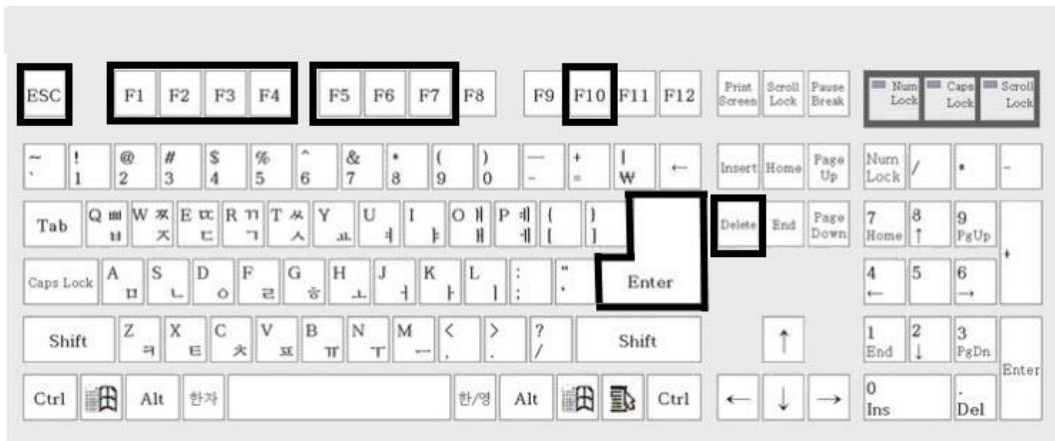 ESC F1 F2 F3 F4 F5 F6 F7 F8 F9 F10 F11 F12 Print Screen Scroll Lock Pause Break Num Lock Caps Lock Scroll Lock
~ ` ! 1 @ 2 # 3 $ 4 % 5 ^ 6 & 7 * 8 ( 9 ) 0 — - + = | ₩ ← Insert Home Page Up Num Lock / * -
Tab Q ㅃ ㅂ W ㅉ ㅈ E ㄸ ㄷ R ㄲ ㄱ T ㅆ ㅅ Y ㅛ U ㅕ I ㅑ O ㅒ ㅐ P ㅖ ㅔ { [ } ] Delete End Page Down 7 Home 8 ↑ 9 PgUp +
Caps Lock A ㅁ S ㄴ D ㅇ F ㄹ G ㅎ H ㅗ J ㅓ K ㅏ L ㅣ : ; " ' Enter 4 ← 5 6 →
Shift Z ㅋ X ㅌ C ㅊ V ㅍ B ㅠ N ㅜ M ㅡ < , > . ? / Shift ↑ 1 End 2 ↓ 3 PgDn Enter
Ctrl Alt 한자 한/영 Alt Ctrl ← ↓ → 0 Ins . Del